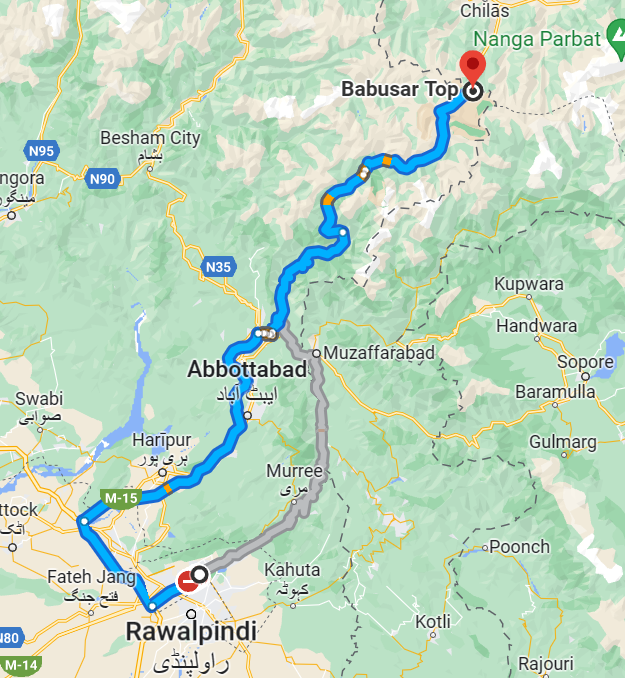 Chilas
Nanga Parbat
Babusar Top
Besham City
بشام
N95
N90
ngora
N35
Kupwara
Handwara
Muzaffarabad
Sopore
Abbottabad
ایبٹ آباد
Baramulla
Swabi
صوابی
Haripur
ہری پور
Gulmarg
Murree
مری
M-15
ttock
اٹک
Poonch
Fateh Jang
فتح جنگ
Kahuta
کہوٹہ
Kotli
Rawalpindi
راولپنڈی
N80
M-14
Rajouri